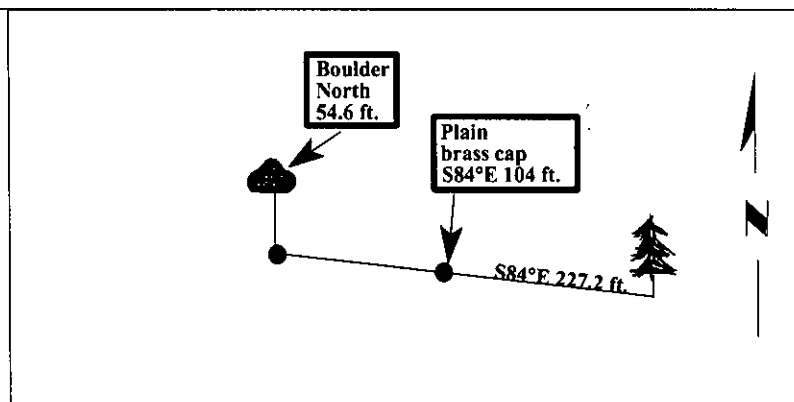 Boulder
North
54.6 ft.
Plain
brass cap
S84°E 104 ft.
N
S84°E 227.2 ft.